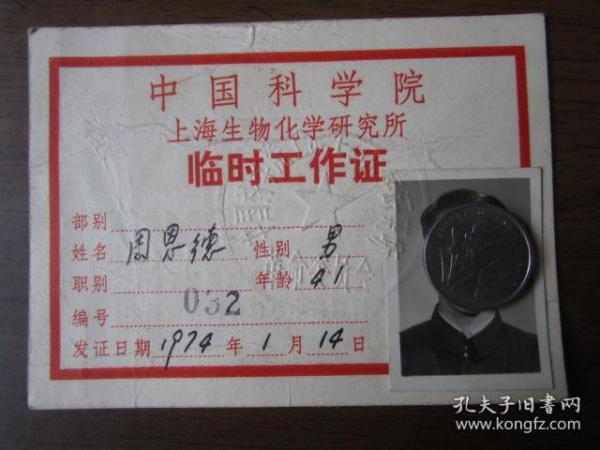 中国科学院
上海生物化学研究所
临时工作证
部别
姓名 周恩德 性别 男
职别 年龄 41
编号 032
发证日期 1974 年 1 月 14 日
孔夫子旧书网
www.kongfz.com